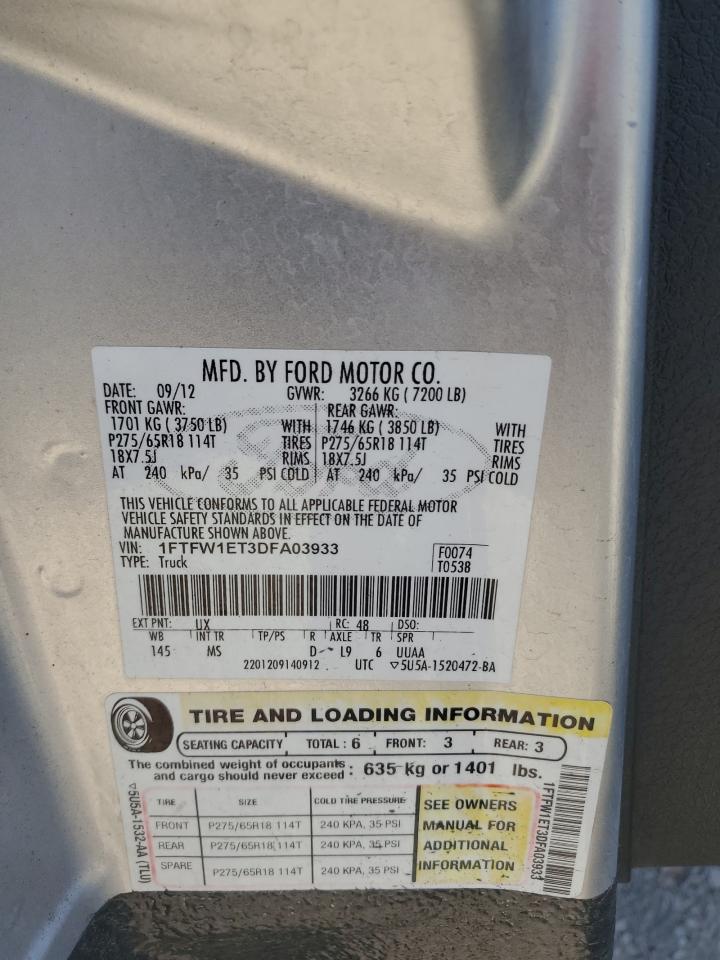 MFD. BY FORD MOTOR CO.
DATE: 09/12 GVWR: 3266 KG ( 7200 LB)
FRONT GAWR: REAR GAWR:
1701 KG ( 3750 LB) WITH 1746 KG ( 3850 LB) WITH
P275/65R18 114T TIRES P275/65R18 114T TIRES
18X7.5J RIMS 18X7.5J RIMS
AT 240 kPa/ 35 PSI COLD AT 240 kPa/ 35 PSI COLD
THIS VEHICLE CONFORMS TO ALL APPLICABLE FEDERAL MOTOR
VEHICLE SAFETY STANDARDS IN EFFECT ON THE DATE OF
MANUFACTURE SHOWN ABOVE.
VIN: 1FTFW1ET3DFA03933 F0074
TYPE: Truck T0538
EXT PNT: UX RC: 48 DSO:
WB INT TR TP/PS R AXLE TR SPR
145 MS D L9 6 UUAA
2201209140912 UTC ▽5U5A-1520472-BA
TIRE AND LOADING INFORMATION
SEATING CAPACITY TOTAL : 6 FRONT: 3 REAR: 3
The combined weight of occupants
and cargo should never exceed : 635 kg or 1401 lbs.
TIRE SIZE COLD TIRE PRESSURE
FRONT P275/65R18 114T 240 KPA, 35 PSI
REAR P275/65R18 114T 240 KPA, 35 PSI
SPARE P275/65R18 114T 240 KPA, 35 PSI
SEE OWNERS
MANUAL FOR
ADDITIONAL
INFORMATION
▽5U5A-1532-AA (TLU)
1FTFW1ET3DFA03933